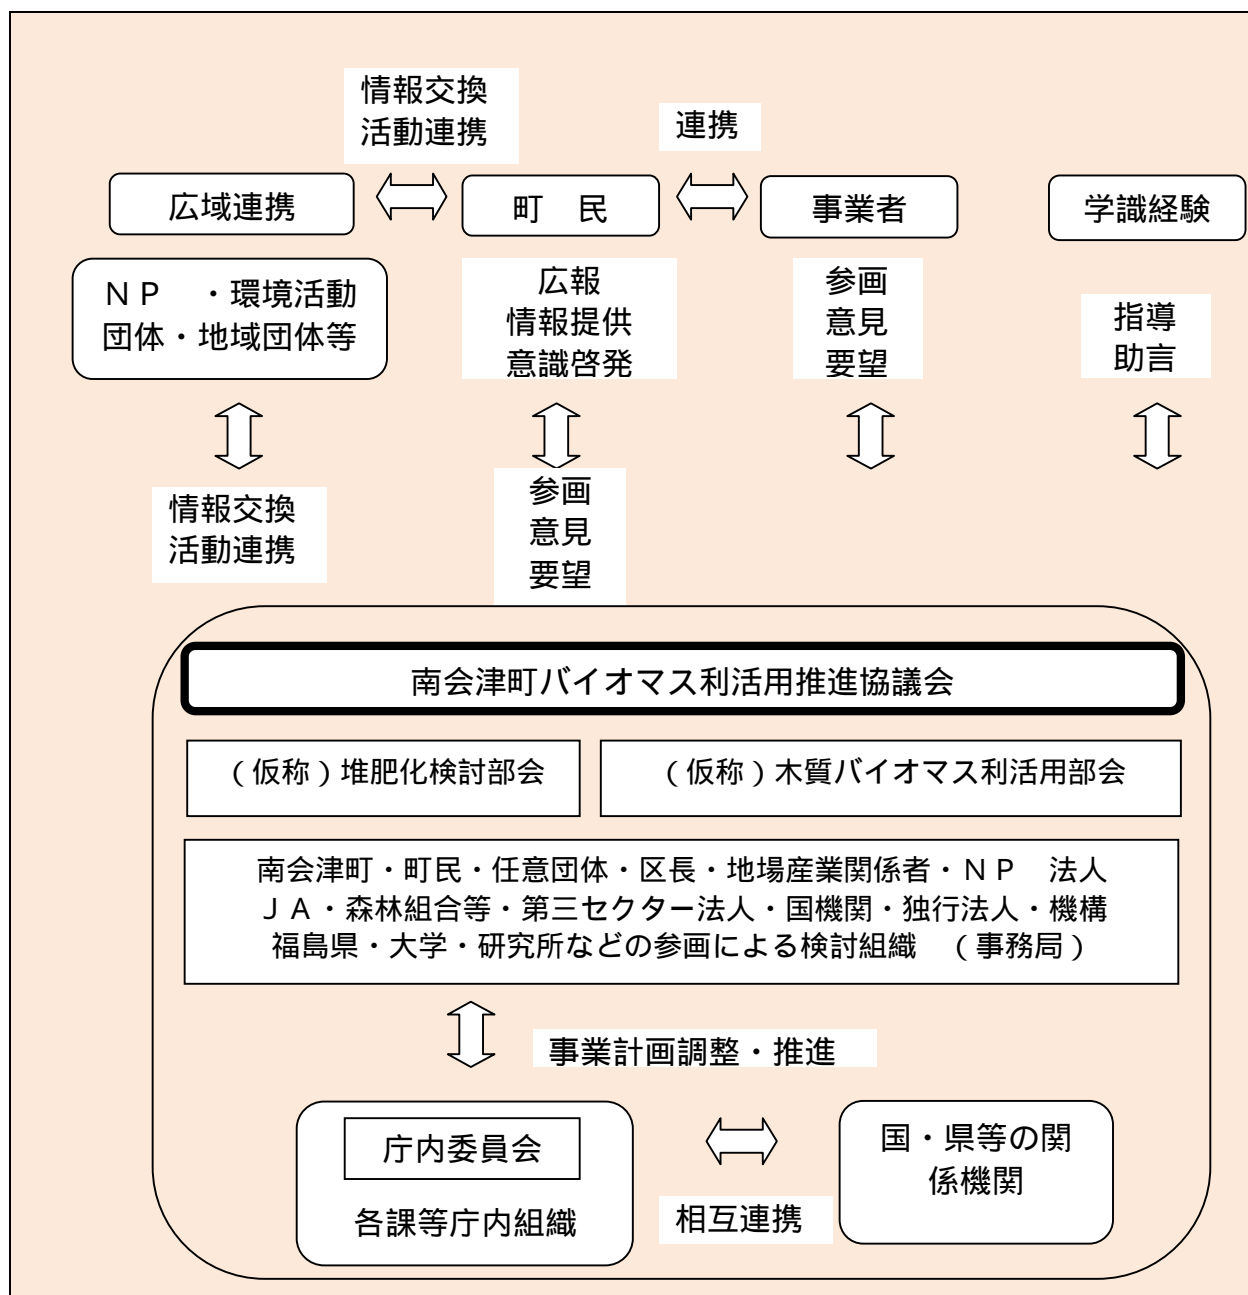 情報交換
活動連携
連携
広域連携
町　民
事業者
学識経験
ＮＰ　・環境活動
団体・地域団体等
広報
情報提供
意識啓発
参画
意見
要望
指導
助言
情報交換
活動連携
参画
意見
要望
南会津町バイオマス利活用推進協議会
（仮称）堆肥化検討部会
（仮称）木質バイオマス利活用部会
南会津町・町民・任意団体・区長・地場産業関係者・ＮＰ　法人
ＪＡ・森林組合等・第三セクター法人・国機関・独行法人・機構
福島県・大学・研究所などの参画による検討組織　（事務局）
事業計画調整・推進
庁内委員会
各課等庁内組織
相互連携
国・県等の関
係機関